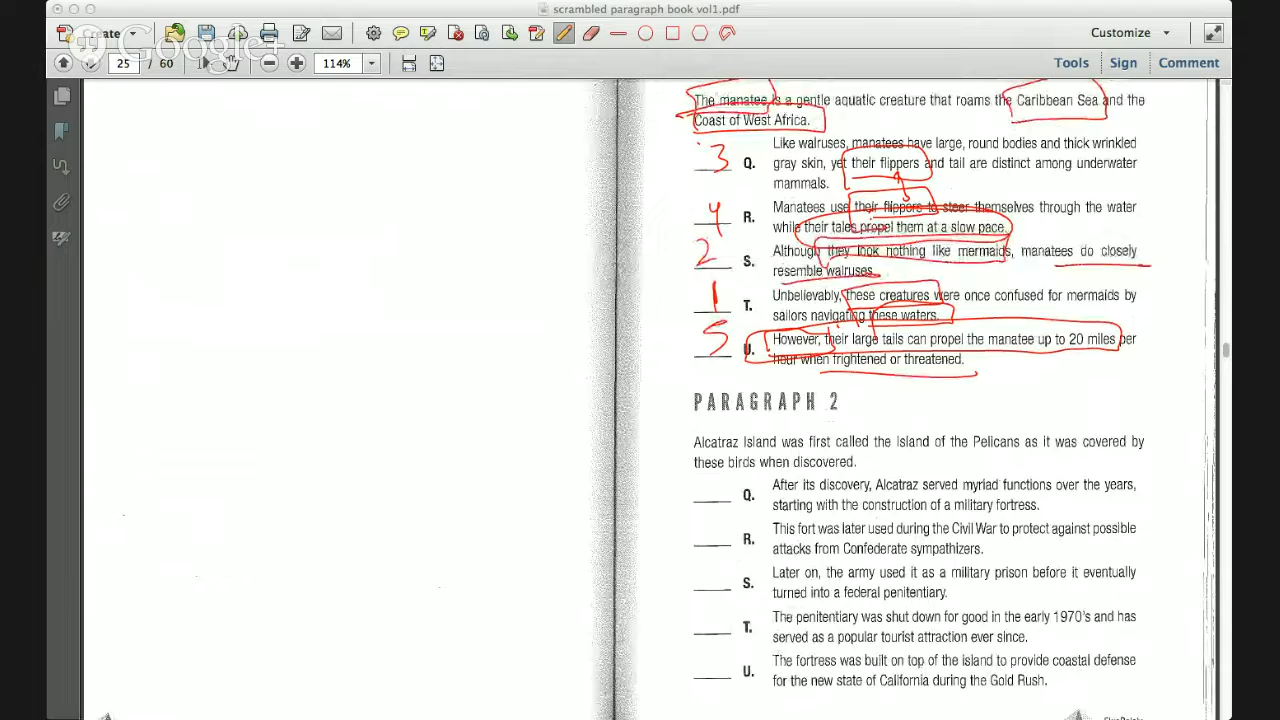 scrambled paragraph book vol1.pdf
Create
Customize
Google+
25 / 60
114%
Tools
Sign
Comment
The manatee is a gentle aquatic creature that roams the Caribbean Sea and the
Coast of West Africa.
3 Q. Like walruses, manatees have large, round bodies and thick wrinkled
gray skin, yet their flippers and tail are distinct among underwater
mammals.
4 R. Manatees use their flippers to steer themselves through the water
while their tales propel them at a slow pace.
2 S. Although they look nothing like mermaids, manatees do closely
resemble walruses.
1 T. Unbelievably, these creatures were once confused for mermaids by
sailors navigating these waters.
5 U. However, their large tails can propel the manatee up to 20 miles per
hour when frightened or threatened.
PARAGRAPH 2
Alcatraz Island was first called the Island of the Pelicans as it was covered by
these birds when discovered.
Q. After its discovery, Alcatraz served myriad functions over the years,
starting with the construction of a military fortress.
R. This fort was later used during the Civil War to protect against possible
attacks from Confederate sympathizers.
S. Later on, the army used it as a military prison before it eventually
turned into a federal penitentiary.
T. The penitentiary was shut down for good in the early 1970's and has
served as a popular tourist attraction ever since.
U. The fortress was built on top of the island to provide coastal defense
for the new state of California during the Gold Rush.